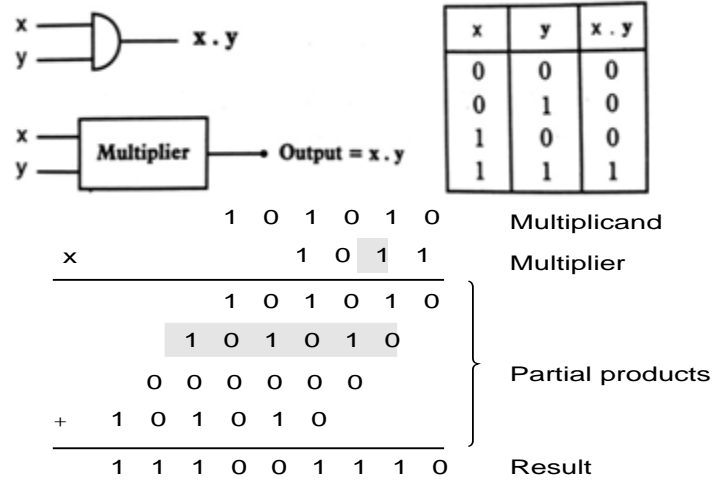 x
y
x . y
x y x . y
0 0 0
0 1 0
1 0 0
1 1 1
x
y
Multiplier
Output = x . y
1 0 1 0 1 0 Multiplicand
x 1 0 1 1 Multiplier
1 0 1 0 1 0
1 0 1 0 1 0
0 0 0 0 0 0
Partial products
+ 1 0 1 0 1 0
1 1 1 0 0 1 1 1 0 Result